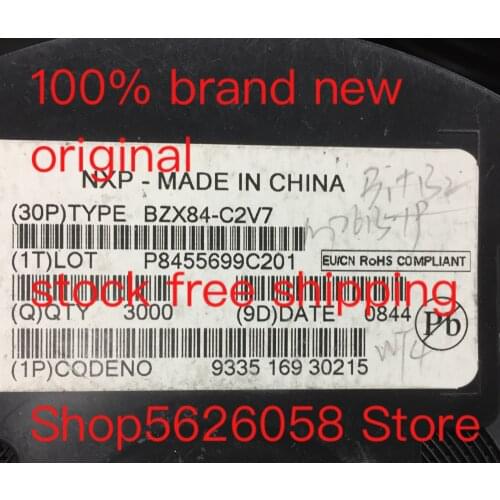 100% brand new
original
NXP - MADE IN CHINA
(30P)TYPE BZX84-C2V7
(1T)LOT P8455699C201
EU/CN RoHS COMPLIANT
stock free shipping
(Q)QTY 3000 (9D)DATE 0844
Pb
(1P)CODENO 9335 169 30215
Shop5626058 Store